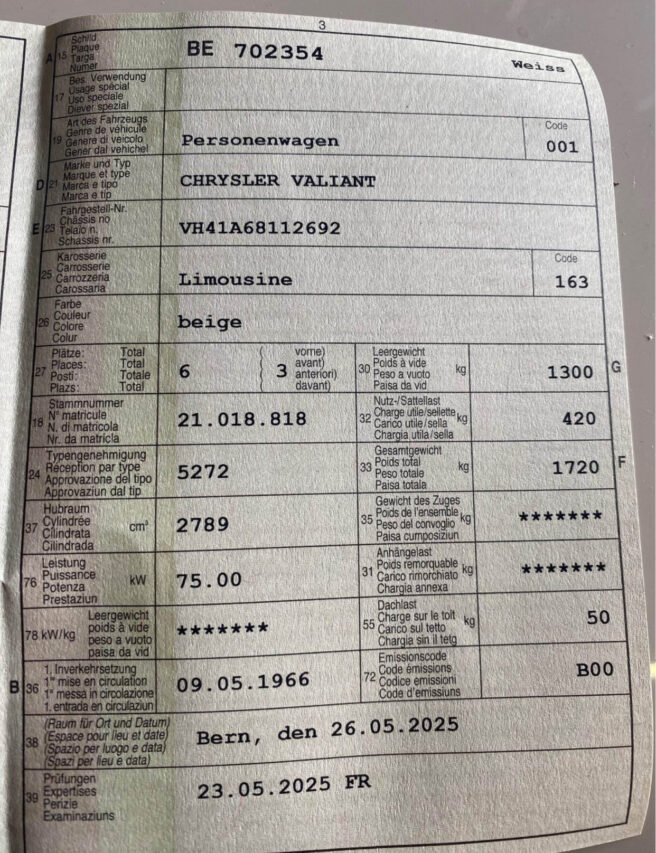 3
A 15 Schild
Plaque
Targa
Numer
BE 702354
Weiss
17 Bes. Verwendung
Usage spécial
Uso speciale
Diever spezial
19 Art des Fahrzeugs
Genre de véhicule
Genere di veicolo
Gener dal vehichel
Personenwagen
Code
001
D 21 Marke und Typ
Marque et type
Marca e tipo
Marca e tip
CHRYSLER VALIANT
E 23 Fahrgestell-Nr.
Châssis no
Telaio n.
Schassis nr.
VH41A68112692
25 Karosserie
Carrosserie
Carrozzeria
Carossaria
Limousine
Code
163
26 Farbe
Couleur
Colore
Colur
beige
27 Plätze: Total
Places: Total
Posti: Totale
Plazs: Total
6
( vorne)
( 3 avant)
anteriori)
( davant)
30 Leergewicht
Poids à vide kg
Peso a vuoto
Paisa da vid
1300 G
18 Stammnummer
N° matricule
N. di matricola
Nr. da matricla
21.018.818
32 Nutz-/Sattellast
Charge utile/sellette kg
Carico utile/sella
Chargia utila/sella
420
24 Typengenehmigung
Réception par type
Approvazione del tipo
Approvaziun dal tip
5272
33 Gesamtgewicht
Poids total kg
Peso totale
Paisa totala
1720 F
37 Hubraum
Cylindrée cm³
Cilindrata
Cilindrada
2789
35 Gewicht des Zuges
Poids de l'ensemble kg
Peso del convoglio
Paisa cumposiziun
*******
76 Leistung
Puissance kW
Potenza
Prestaziun
75.00
31 Anhängelast
Poids remorquable kg
Carico rimorchiato
Chargia annexa
*******
78 kW/kg Leergewicht
poids à vide
peso a vuoto
paisa da vid
*******
55 Dachlast
Charge sur le toit kg
Carico sul tetto
Chargia sin il tetg
50
B 36 1. Inverkehrsetzung
1re mise en circulation
1a messa in circolazione
1. entrada en circulaziun
09.05.1966
72 Emissionscode
Code émissions
Codice emissioni
Code d'emissiuns
B00
38 (Raum für Ort und Datum)
(Espace pour lieu et date)
(Spazio per luogo e data)
(Spazi per lieu e data)
Bern, den 26.05.2025
39 Prüfungen
Expertises
Perizie
Examinaziuns
23.05.2025 FR